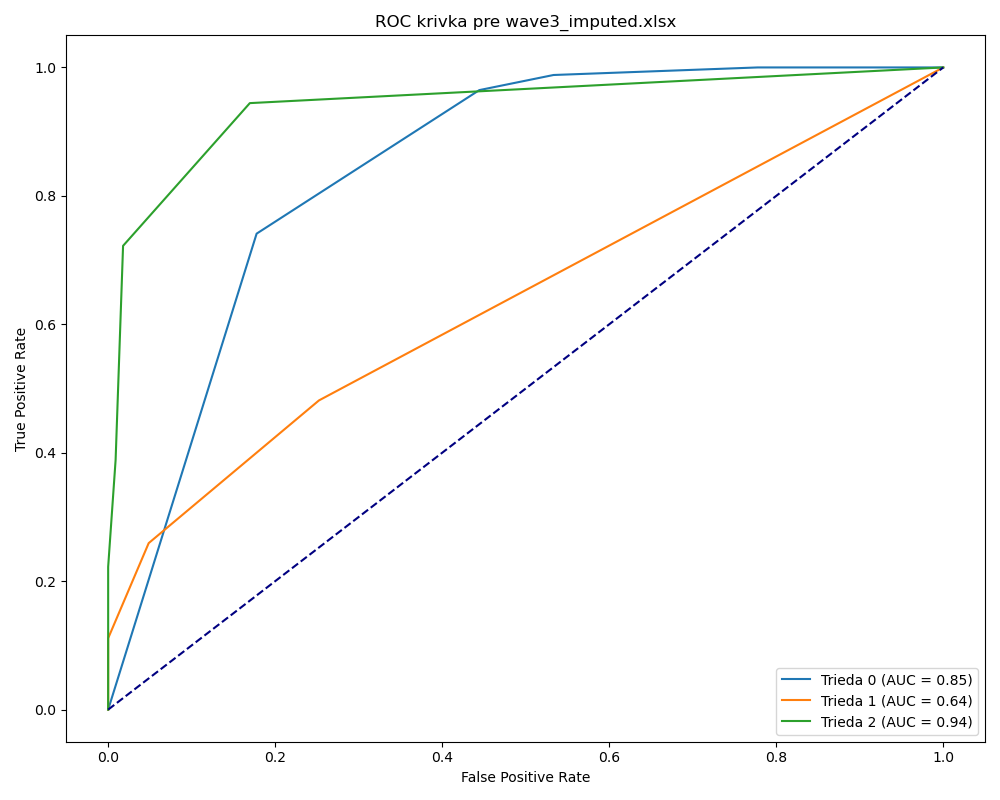 ROC krivka pre wave3_imputed.xlsx
True Positive Rate
1.0
0.8
0.6
0.4
0.2
0.0
0.0 0.2 0.4 0.6 0.8 1.0
False Positive Rate
Trieda 0 (AUC = 0.85)
Trieda 1 (AUC = 0.64)
Trieda 2 (AUC = 0.94)